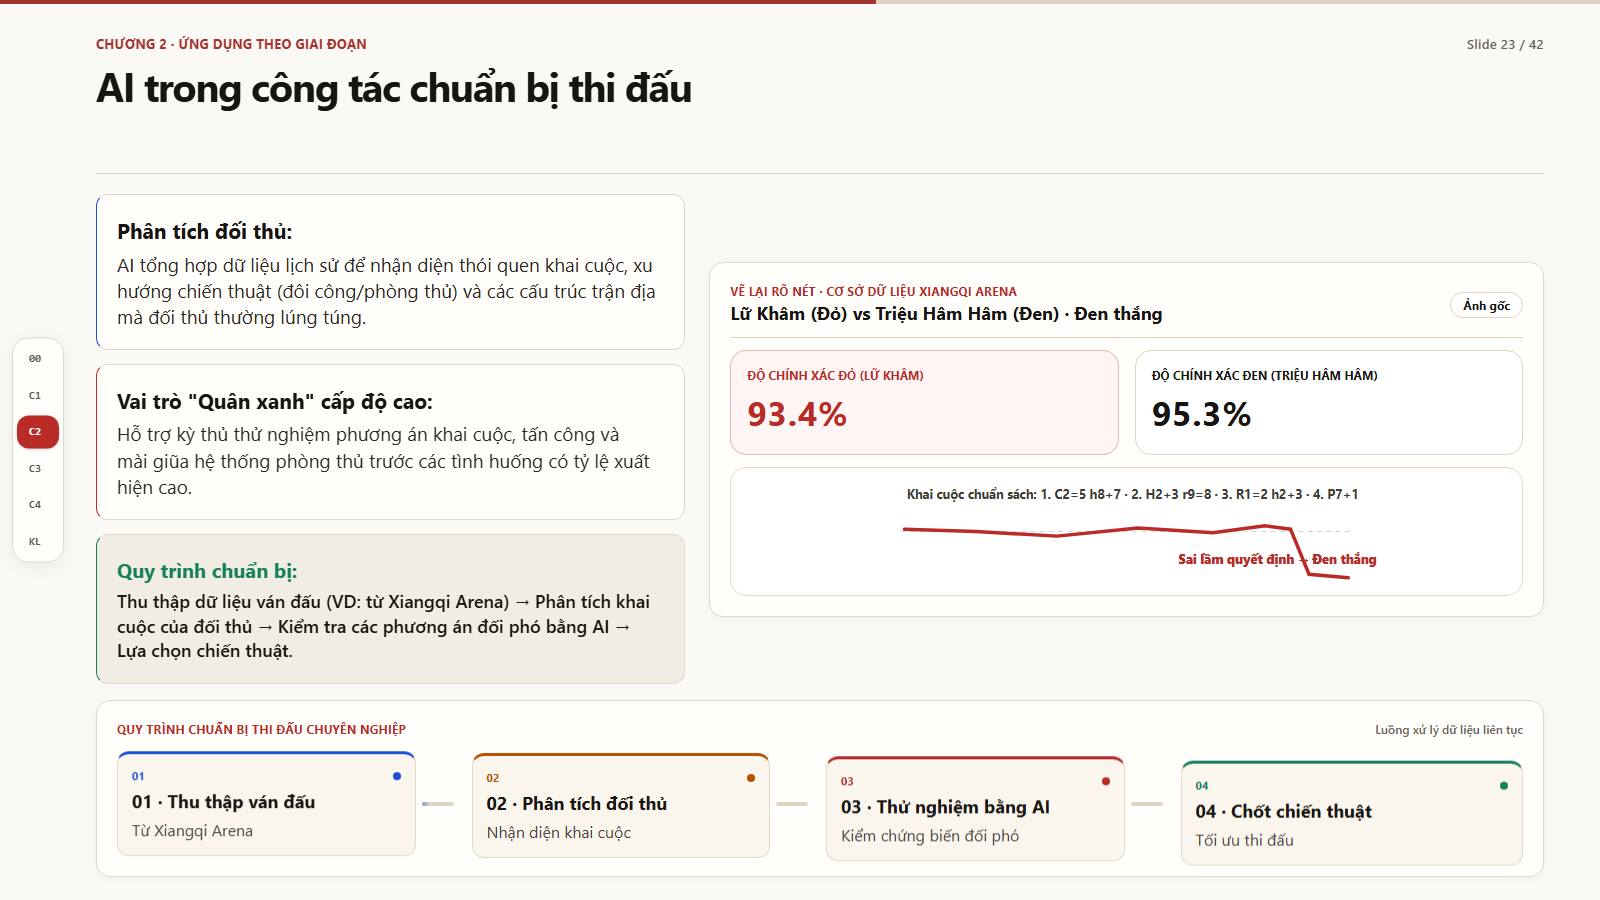 CHƯƠNG 2 · ỨNG DỤNG THEO GIAI ĐOẠN
Slide 23 / 42
AI trong công tác chuẩn bị thi đấu
00
C1
C2
C3
C4
KL
Phân tích đối thủ:
AI tổng hợp dữ liệu lịch sử để nhận diện thói quen khai cuộc, xu
hướng chiến thuật (đôi công/phòng thủ) và các cấu trúc trận địa
mà đối thủ thường lúng túng.
Vai trò "Quân xanh" cấp độ cao:
Hỗ trợ kỳ thủ thử nghiệm phương án khai cuộc, tấn công và
mài giũa hệ thống phòng thủ trước các tình huống có tỷ lệ xuất
hiện cao.
Quy trình chuẩn bị:
Thu thập dữ liệu ván đấu (VD: từ Xiangqi Arena) → Phân tích khai
cuộc của đối thủ → Kiểm tra các phương án đối phó bằng AI →
Lựa chọn chiến thuật.
VẼ LẠI RÕ NÉT · CƠ SỞ DỮ LIỆU XIANGQI ARENA
Lữ Khâm (Đỏ) vs Triệu Hâm Hâm (Đen) · Đen thắng
Ảnh gốc
ĐỘ CHÍNH XÁC ĐỎ (LỮ KHÂM)
93.4%
ĐỘ CHÍNH XÁC ĐEN (TRIỆU HÂM HÂM)
95.3%
Khai cuộc chuẩn sách: 1. C2=5 h8+7 · 2. H2+3 r9=8 · 3. R1=2 h2+3 · 4. P7+1
Sai lầm quyết định → Đen thắng
QUY TRÌNH CHUẨN BỊ THI ĐẤU CHUYÊN NGHIỆP
Luồng xử lý dữ liệu liên tục
01
01 · Thu thập ván đấu
Từ Xiangqi Arena
02
02 · Phân tích đối thủ
Nhận diện khai cuộc
03
03 · Thử nghiệm bằng AI
Kiểm chứng biến đối phó
04
04 · Chốt chiến thuật
Tối ưu thi đấu